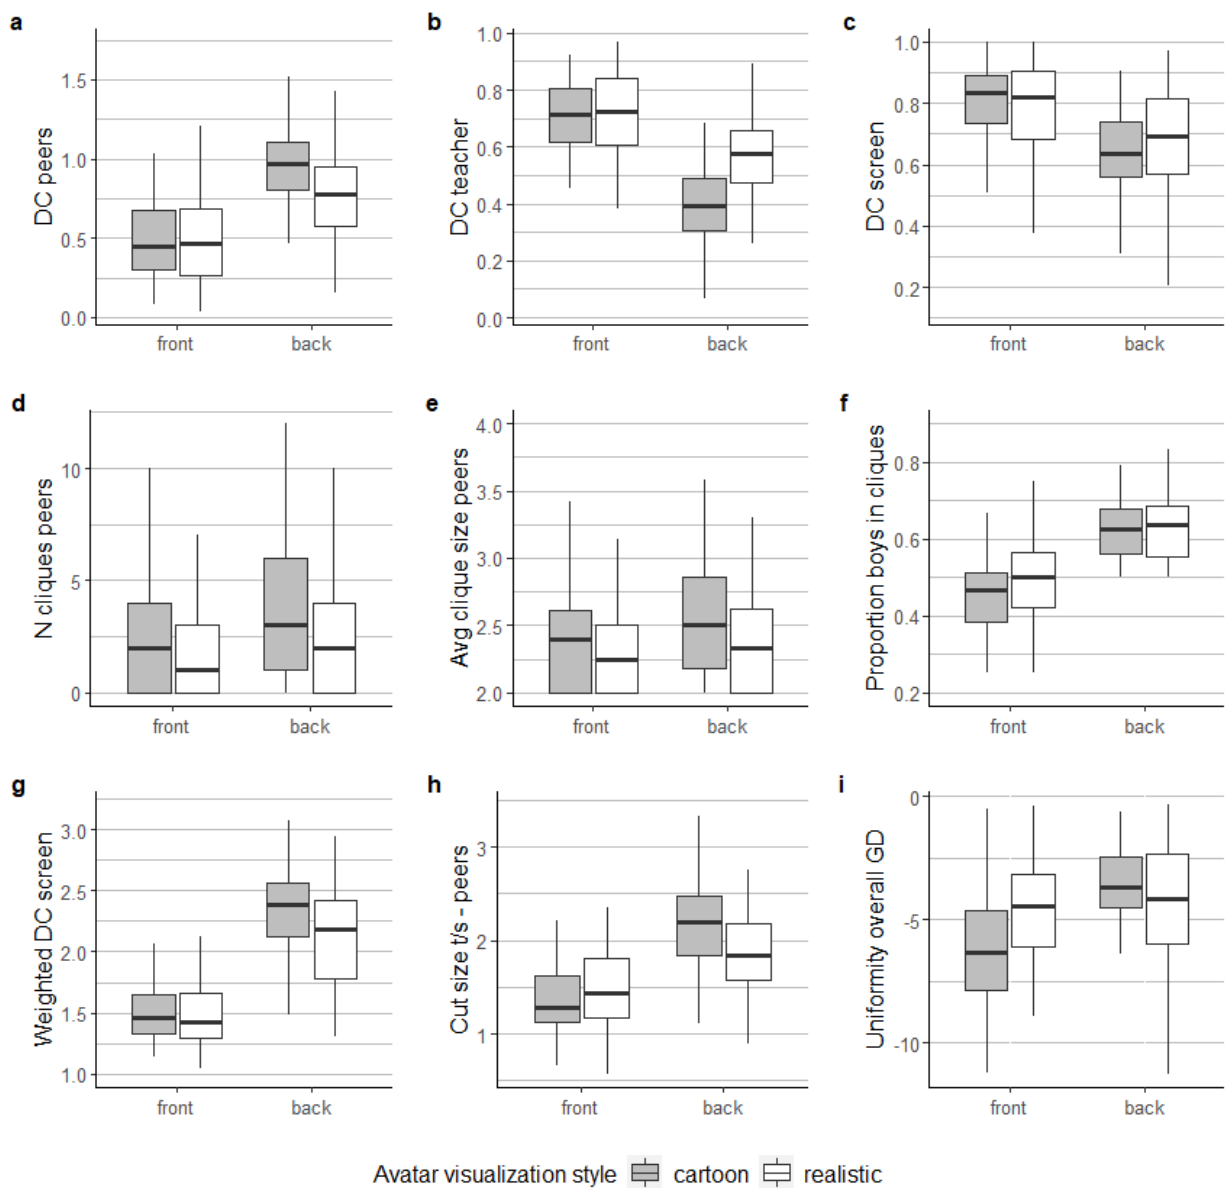 a
DC peers
1.5
1.0
0.5
0.0
front back
b
DC teacher
1.0
0.8
0.6
0.4
0.2
0.0
front back
c
DC screen
1.0
0.8
0.6
0.4
0.2
front back
d
N cliques peers
10
5
0
front back
e
Avg clique size peers
4.0
3.5
3.0
2.5
2.0
front back
f
Proportion boys in cliques
0.8
0.6
0.4
0.2
front back
g
Weighted DC screen
3.0
2.5
2.0
1.5
1.0
front back
h
Cut size t/s - peers
3
2
1
front back
i
Uniformity overall GD
0
-5
-10
front back
Avatar visualization style cartoon realistic